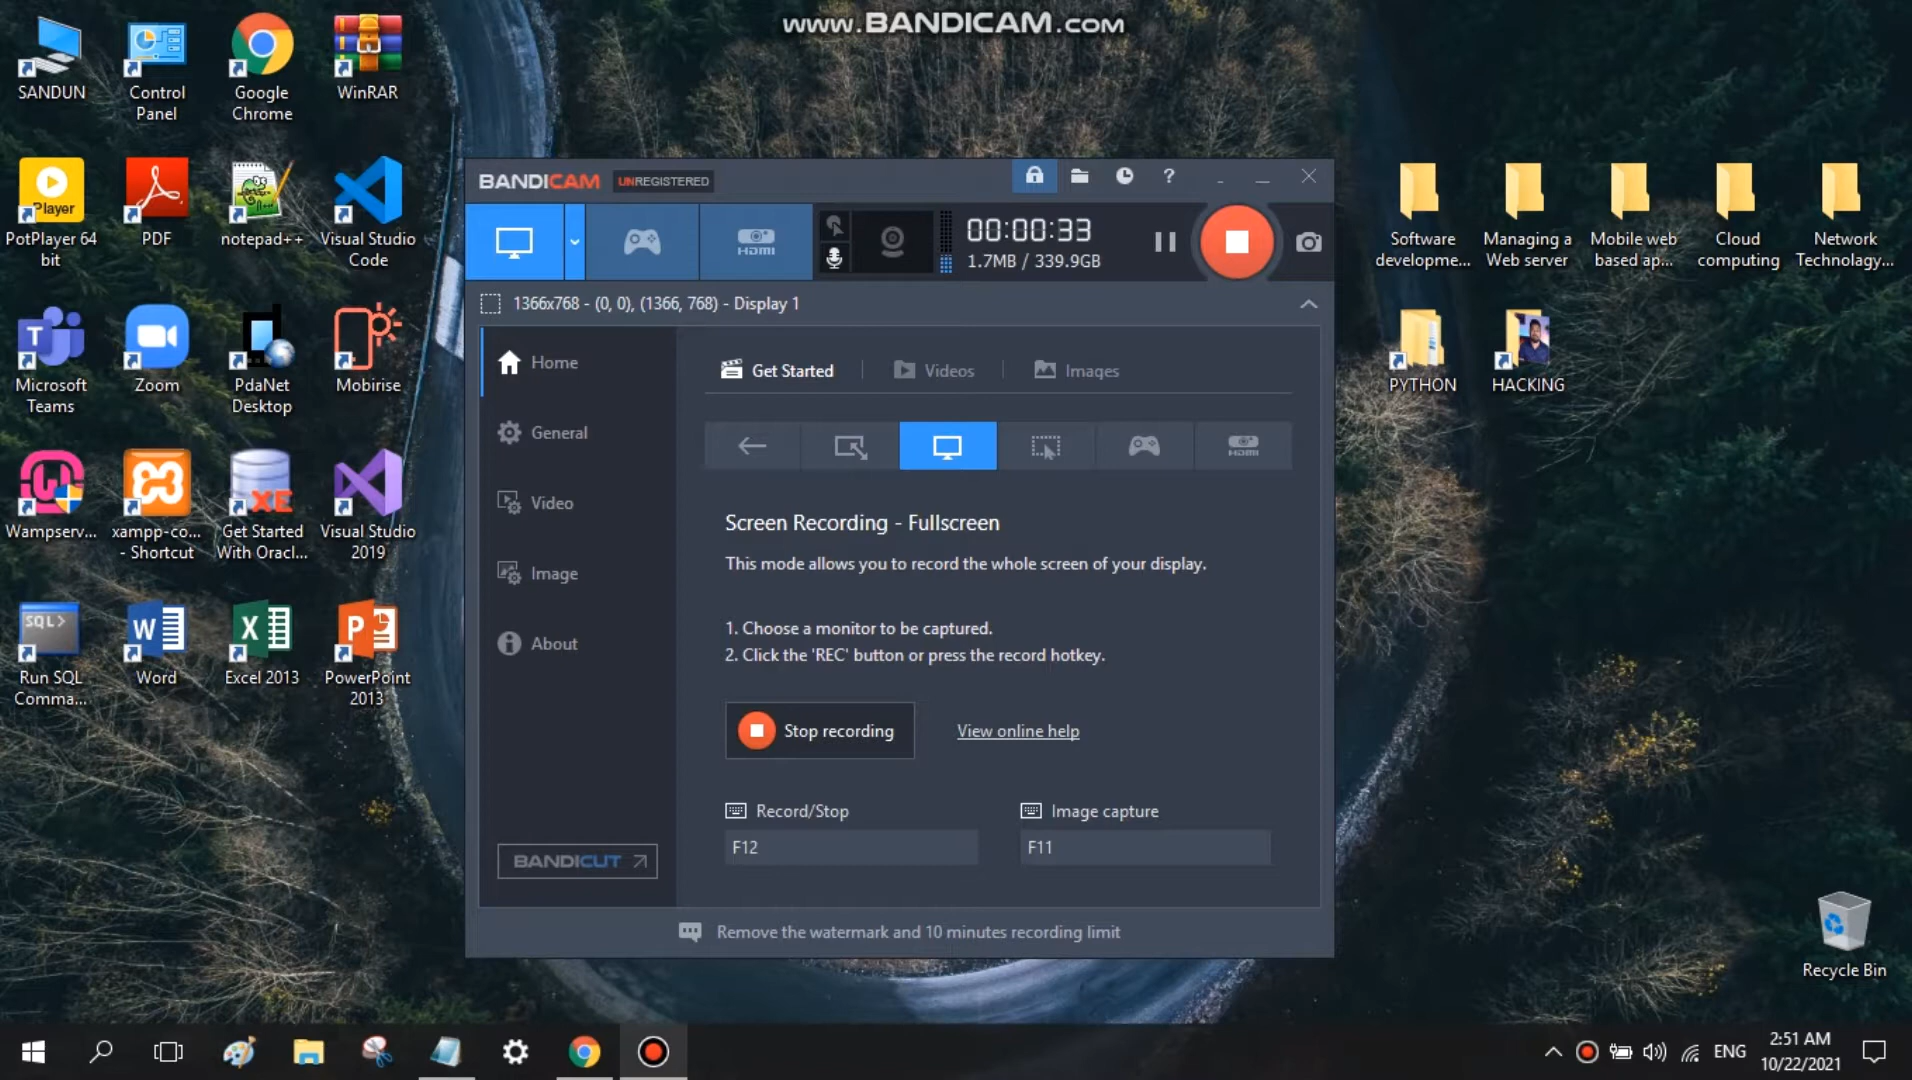 www.BANDICAM.com
SANDUN
Control
Panel
Google
Chrome
WinRAR
Player
PotPlayer 64
bit
PDF
notepad++
Visual Studio
Code
T
Microsoft
Teams
Zoom
PdaNet
Desktop
Mobirise
Wampserv...
xampp-co...
- Shortcut
XE
Get Started
With Oracl...
Visual Studio
2019
SQL>
Run SQL
Comma...
W
Word
X
Excel 2013
P
PowerPoint
2013
BANDICAM UNREGISTERED
?
HDMI
00:00:33
1.7MB / 339.9GB
1366x768 - (0, 0), (1366, 768) - Display 1
Home
General
Video
Image
About
BANDICUT
Get Started
Videos
Images
HDMI
Screen Recording - Fullscreen
This mode allows you to record the whole screen of your display.
1. Choose a monitor to be captured.
2. Click the 'REC' button or press the record hotkey.
Stop recording
View online help
Record/Stop
F12
Image capture
F11
Remove the watermark and 10 minutes recording limit
Software
developme...
Managing a
Web server
Mobile web
based ap...
Cloud
computing
Network
Technolagy...
PYTHON
HACKING
Recycle Bin
ENG
2:51 AM
10/22/2021